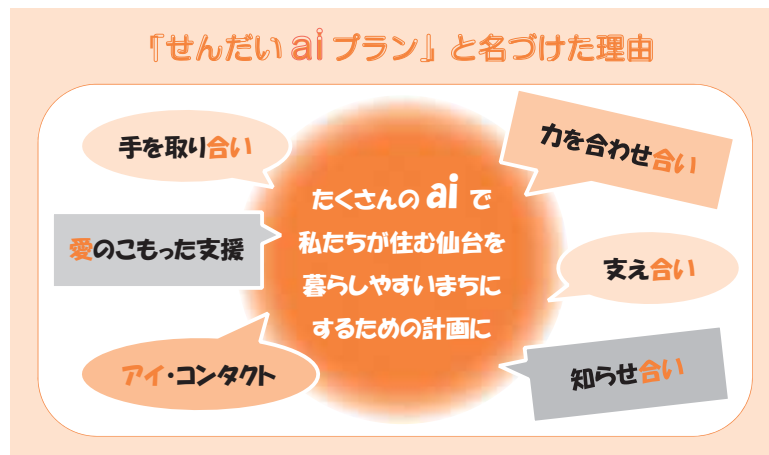 『せんだい ai プラン』と名づけた理由
手を取り合い
力を合わせ合い
愛のこもった支援
たくさんの ai で
私たちが住む仙台を
暮らしやすいまちに
するための計画に
支え合い
アイ・コンタクト
知らせ合い